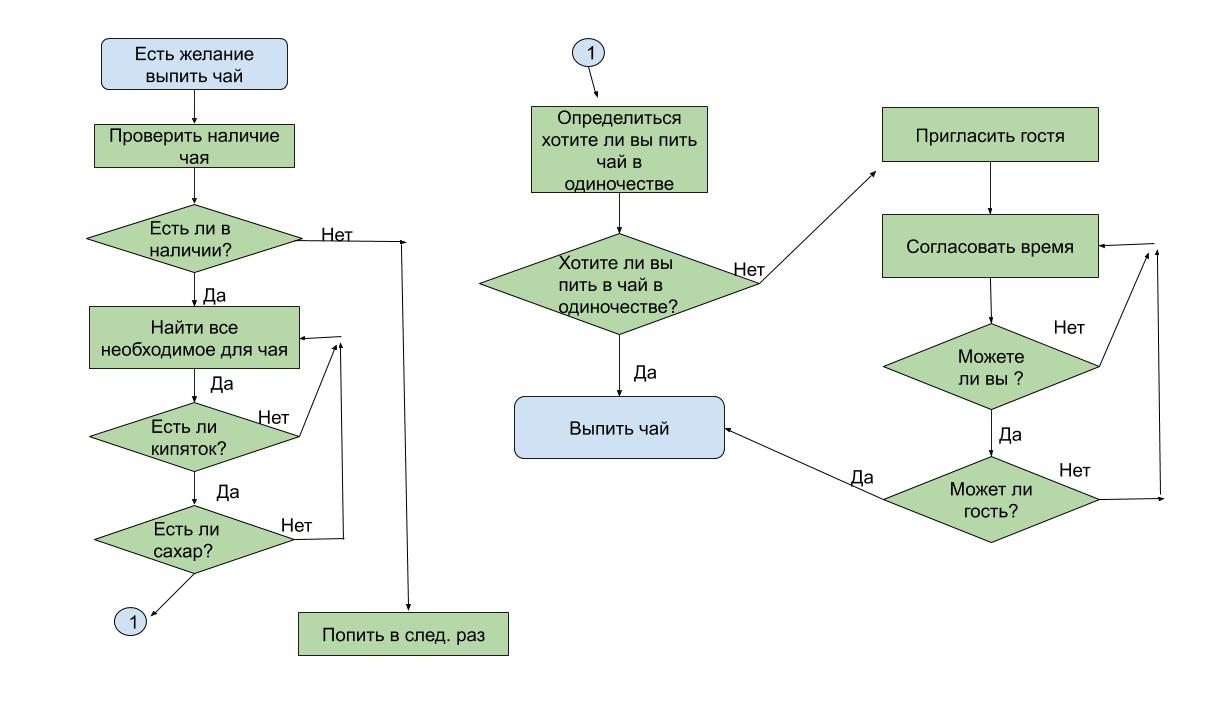 Есть желание
выпить чай
Проверить наличие
чая
Есть ли в
наличии?
Нет
Да
Найти все
необходимое для чая
Да
Есть ли
кипяток?
Нет
Да
Есть ли
сахар?
Нет
1
Попить в след. раз
1
Определиться
хотите ли вы пить
чай в
одиночестве
Хотите ли вы
пить в чай в
одиночестве?
Нет
Да
Выпить чай
Пригласить гостя
Согласовать время
Можете
ли вы ?
Нет
Да
Может ли
гость?
Нет
Да